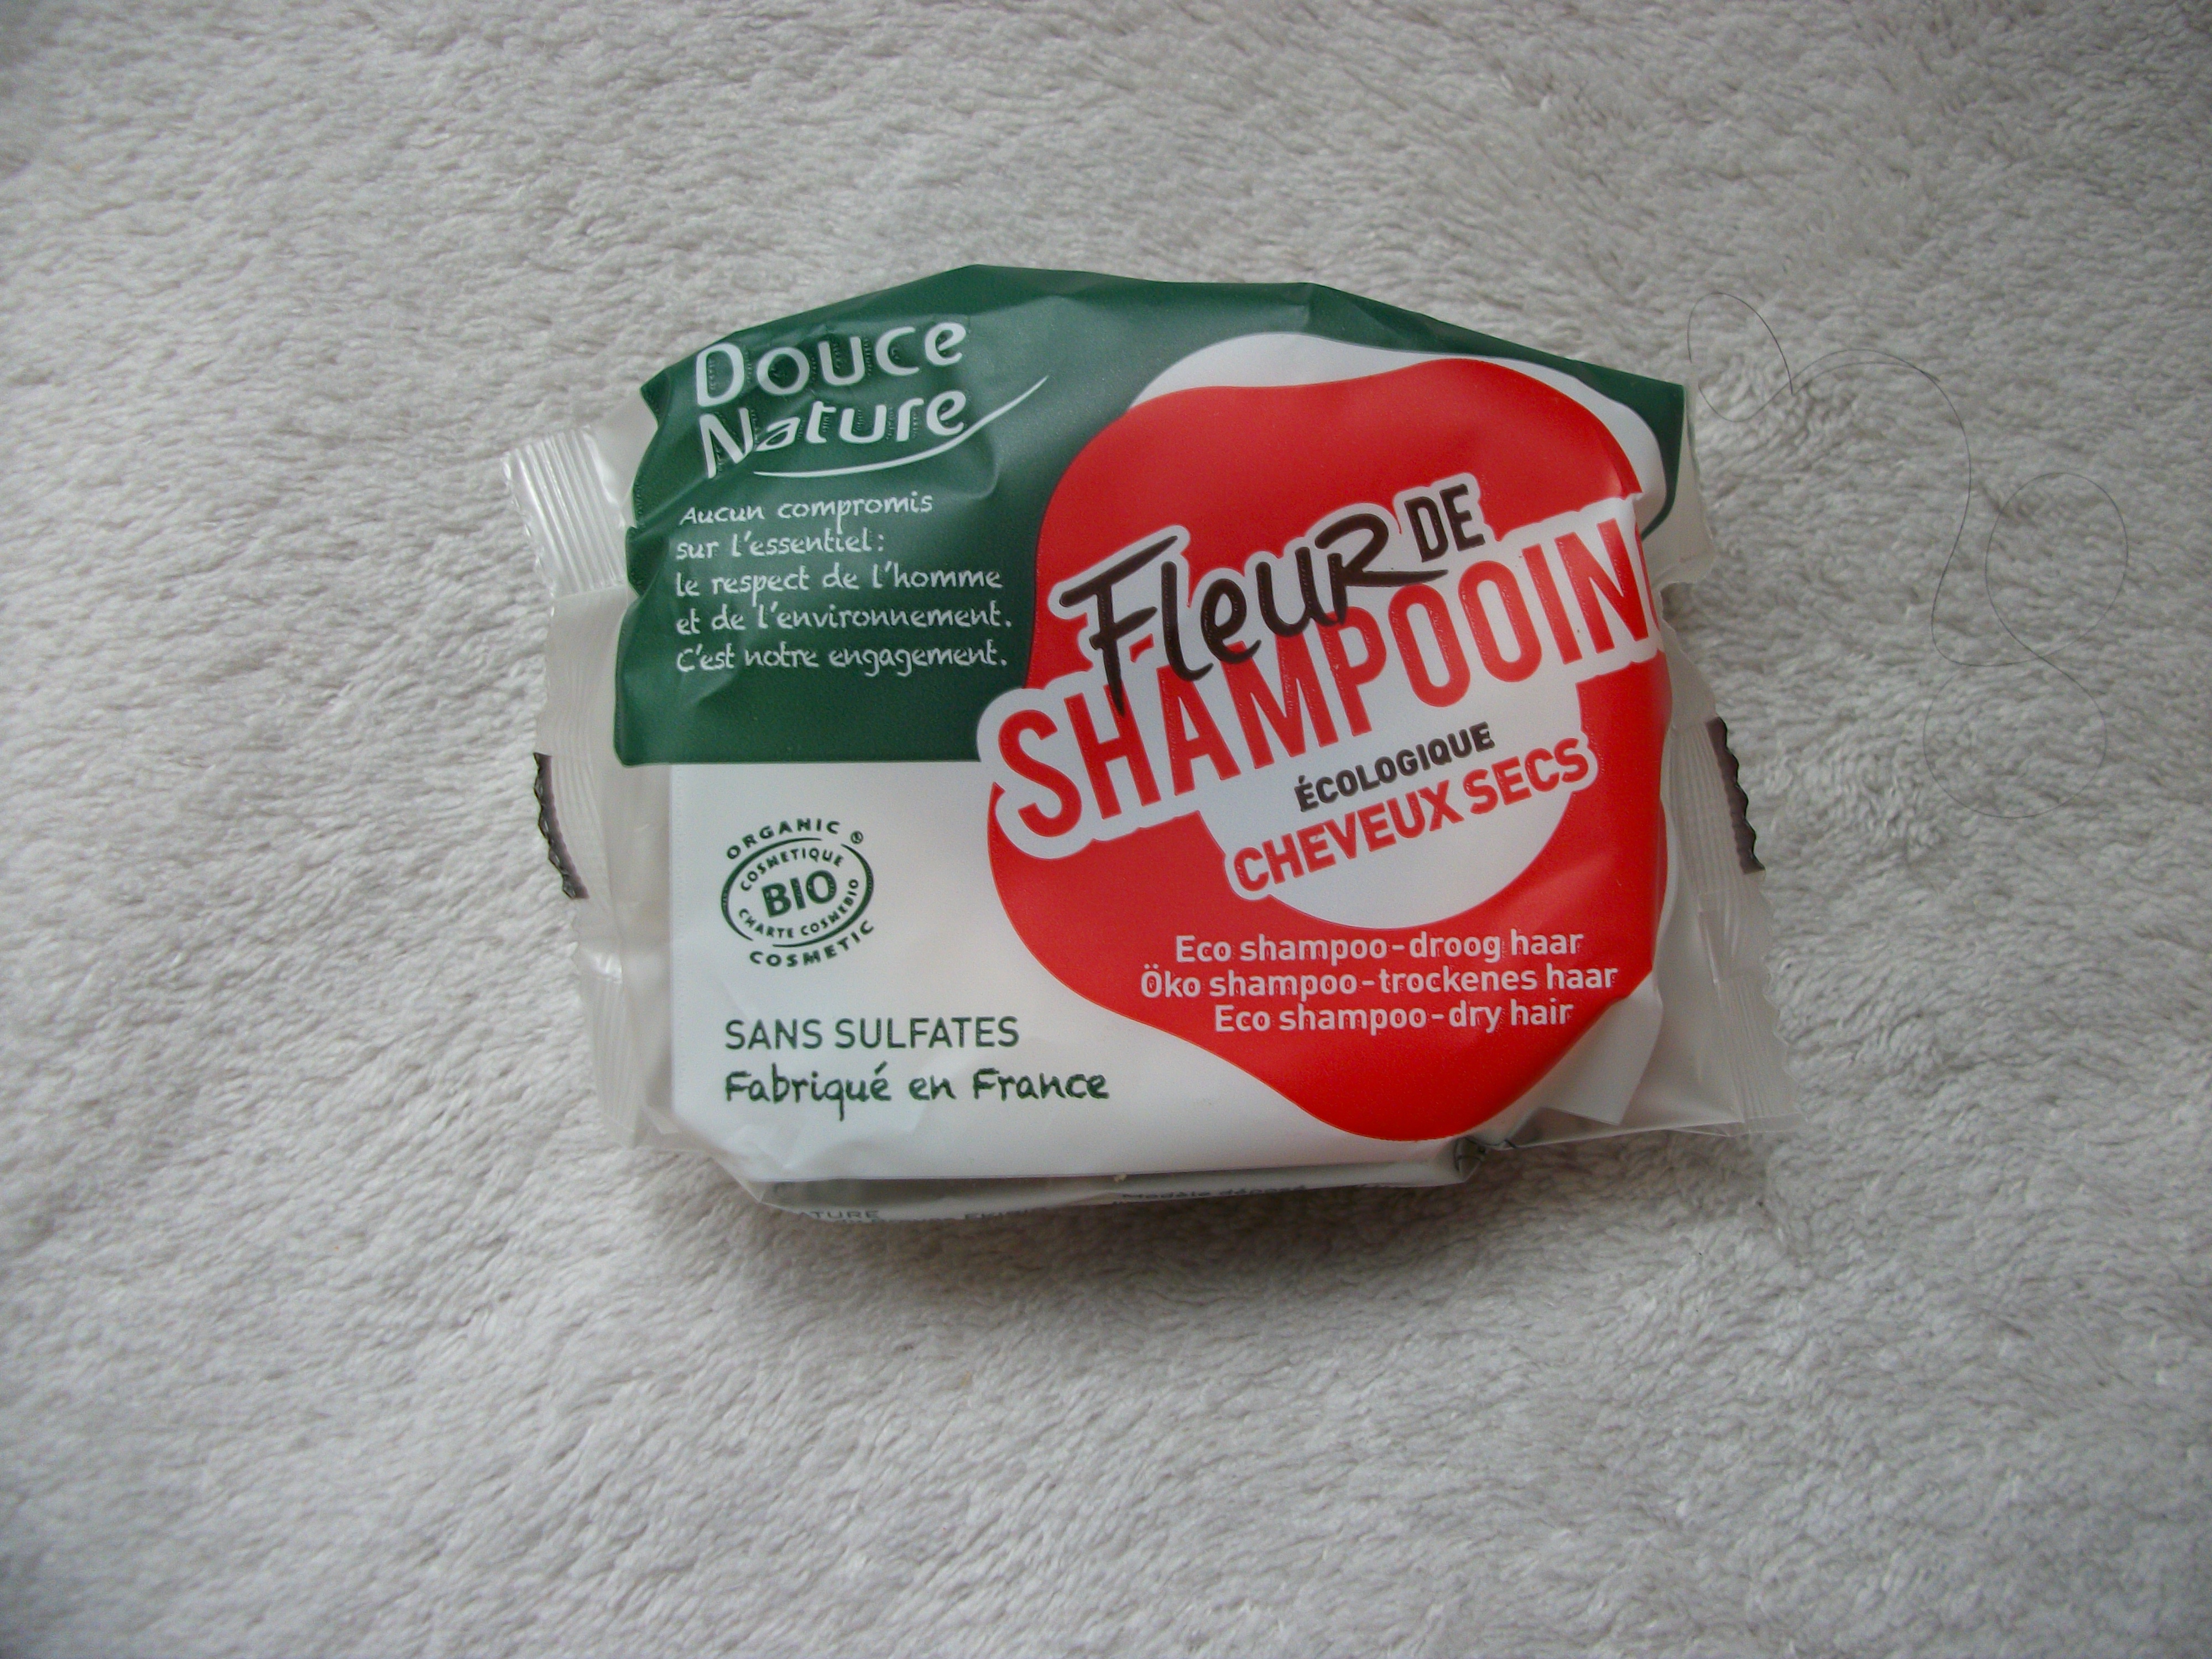 Douce
Nature
Aucun compromis
sur l'essentiel:
le respect de l'homme
et de l'environnement.
C'est notre engagement.
Fleur DE
SHAMPOOIN
ÉCOLOGIQUE
CHEVEUX SECS
Eco shampoo-droog haar
Öko shampoo-trockenes haar
Eco shampoo-dry hair
ORGANIC ®
COSMETIQUE
BIO
CHARTE COSMEBIO
COSMETIC
SANS SULFATES
Fabriqué en France